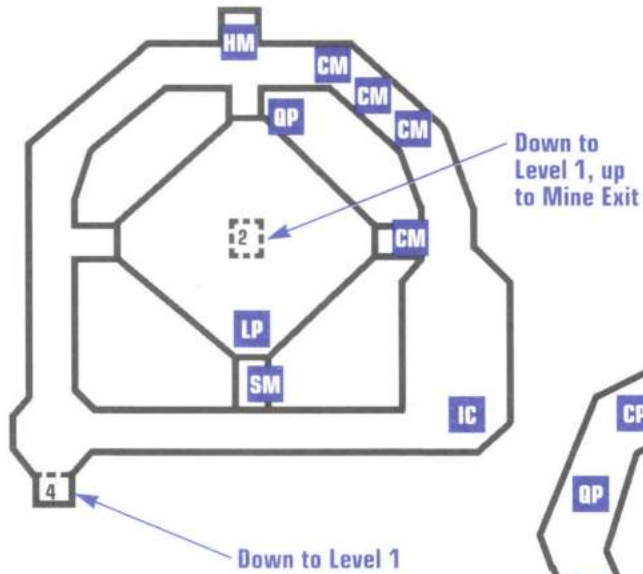 HM
CM
CM
QP
CM
Down to
Level 1, up
to Mine Exit
2
CM
LP
SM
IC
CP
QP
4
Down to Level 1